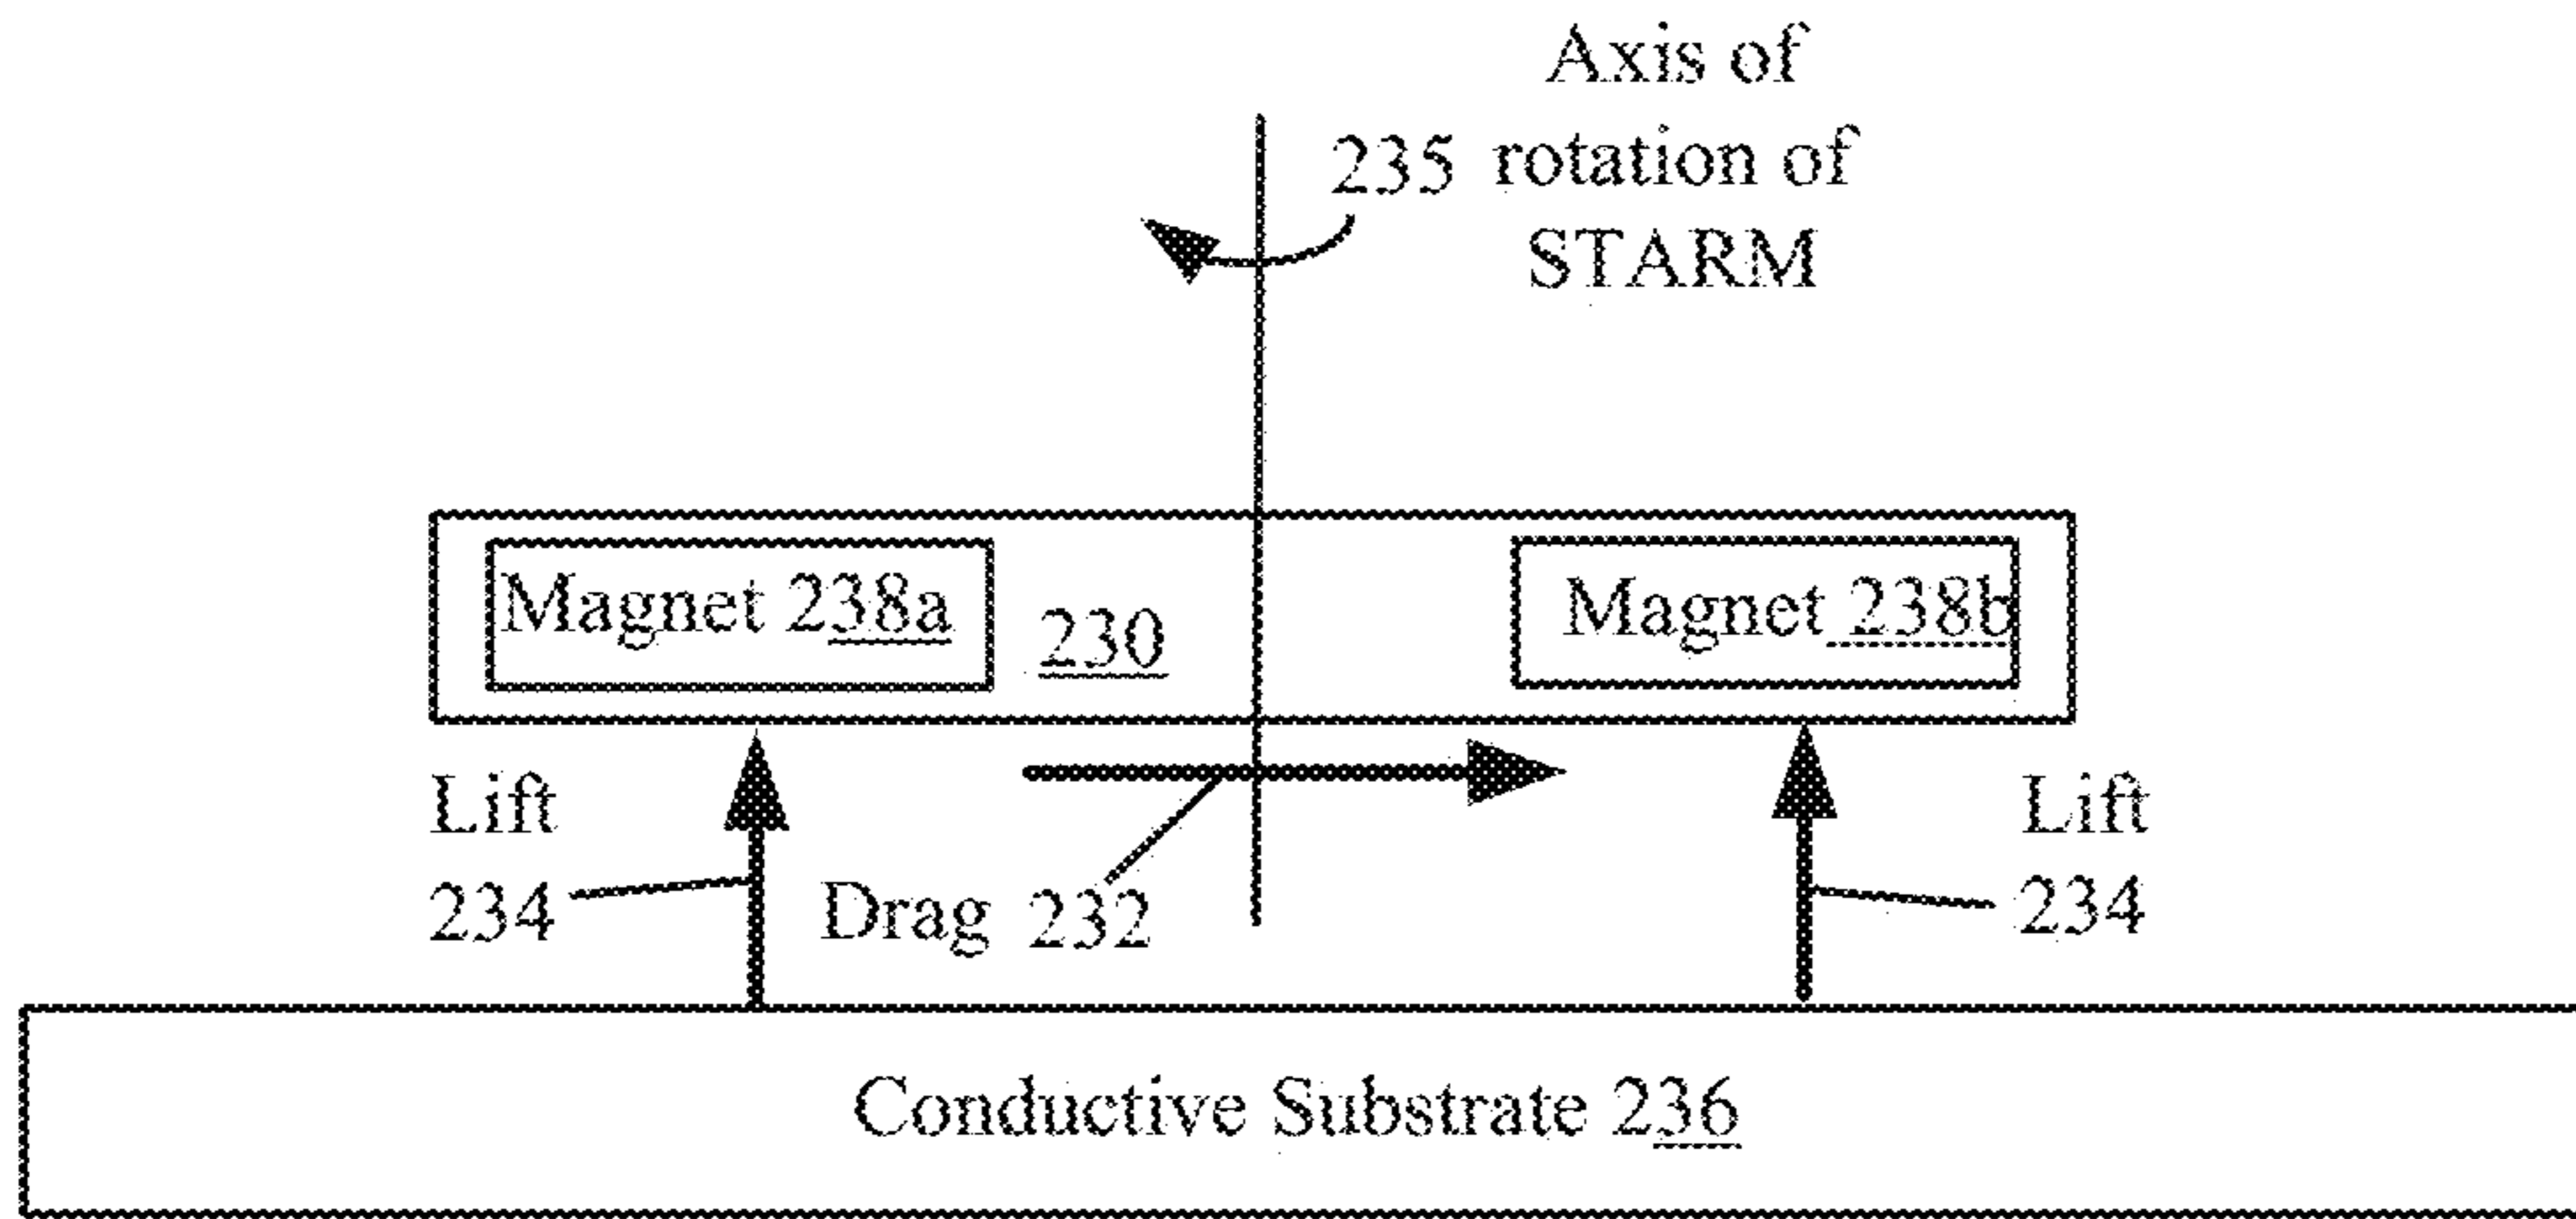 Axis of
235 rotation of
STARM
Magnet 238a
230
Magnet 238b
Lift
234
Drag 232
Lift
234
Conductive Substrate 236